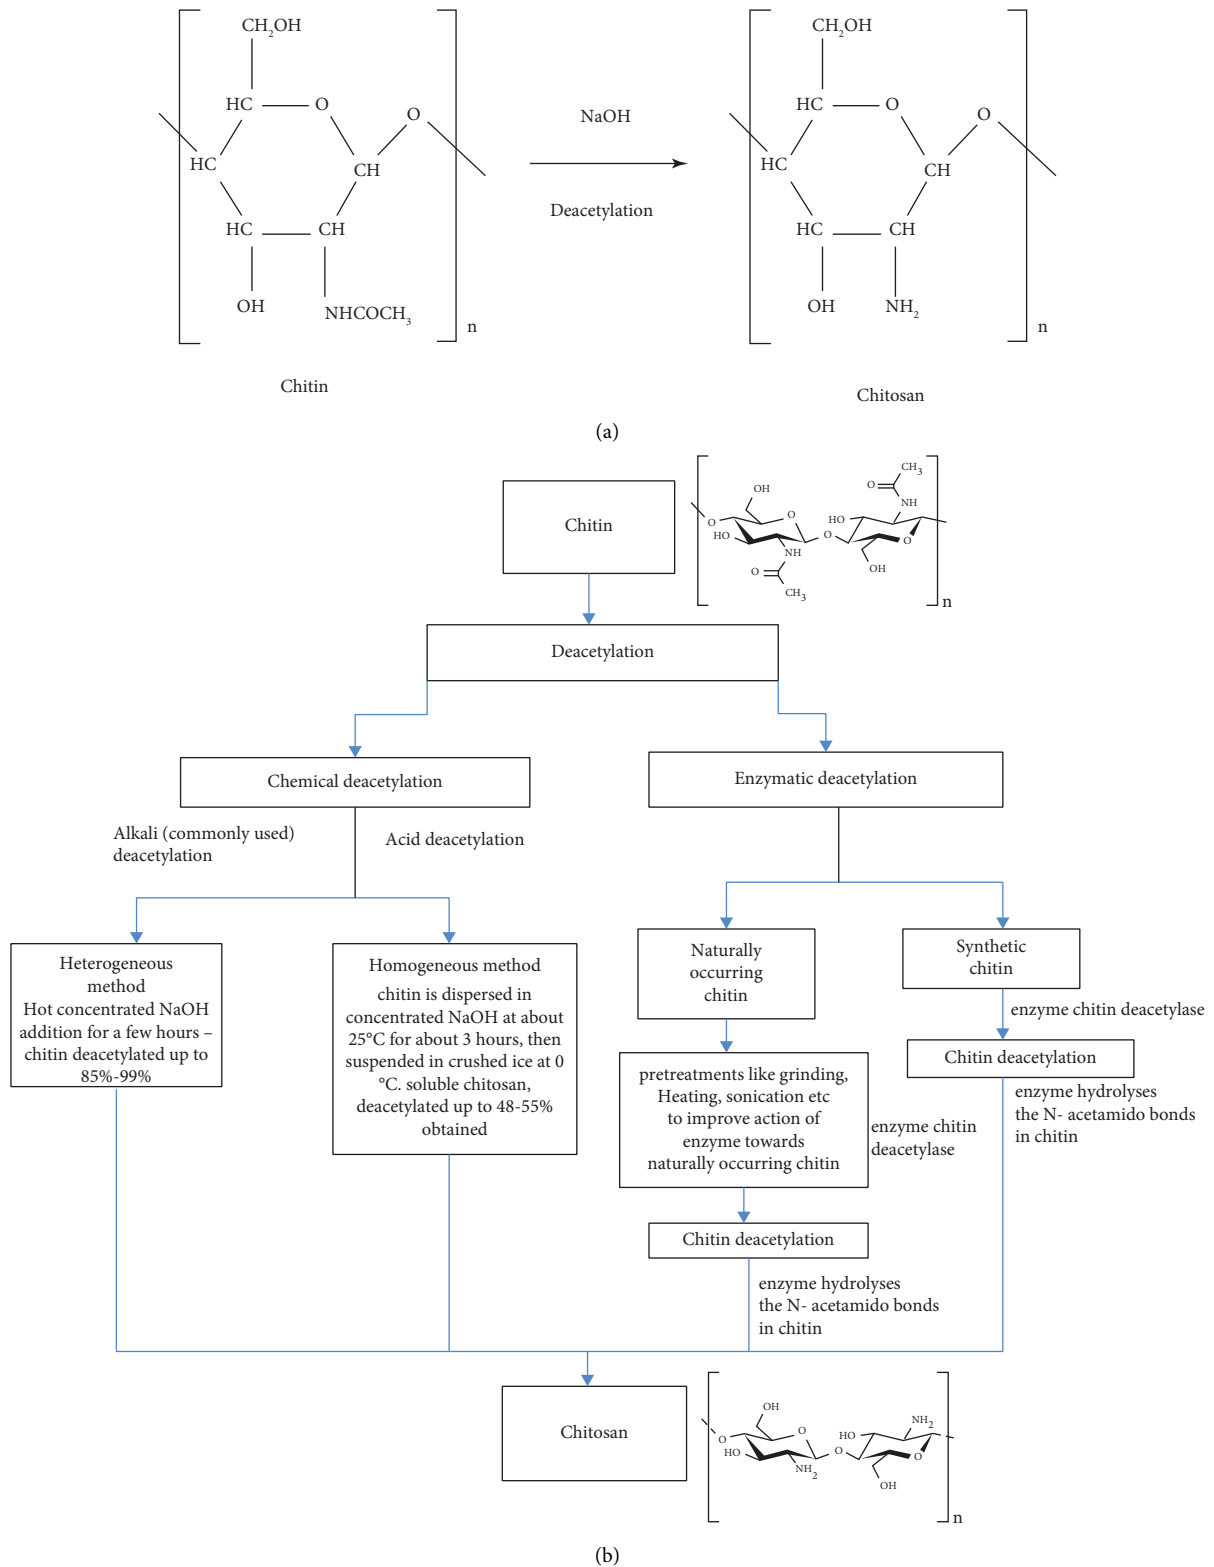 CH₂OH
HC
O
O
HC
CH
HC
CH
OH
NHCOCH₃
n
Chitin
NaOH
Deacetylation
CH₂OH
HC
O
O
HC
CH
HC
CH
OH
NH₂
n
Chitosan
(a)
Chitin
OH
O
O
HO
NH
O
CH₃
O
CH₃
O
NH
HO
O
OH
n
Deacetylation
Chemical deacetylation
Enzymatic deacetylation
Alkali (commonly used)
deacetylation
Acid deacetylation
Heterogeneous
method
Hot concentrated NaOH
addition for a few hours –
chitin deacetylated up to
85%-99%
Homogeneous method
chitin is dispersed in
concentrated NaOH at about
25°C for about 3 hours, then
suspended in crushed ice at 0
°C. soluble chitosan,
deacetylated up to 48-55%
obtained
Naturally
occurring
chitin
pretreatments like grinding,
Heating, sonication etc
to improve action of
enzyme towards
naturally occurring chitin
enzyme chitin
deacetylase
Chitin deacetylation
enzyme hydrolyses
the N- acetamido bonds
in chitin
Synthetic
chitin
enzyme chitin deacetylase
Chitin deacetylation
enzyme hydrolyses
the N- acetamido bonds
in chitin
Chitosan
OH
O
O
HO
NH₂
O
NH₂
HO
O
OH
n
(b)